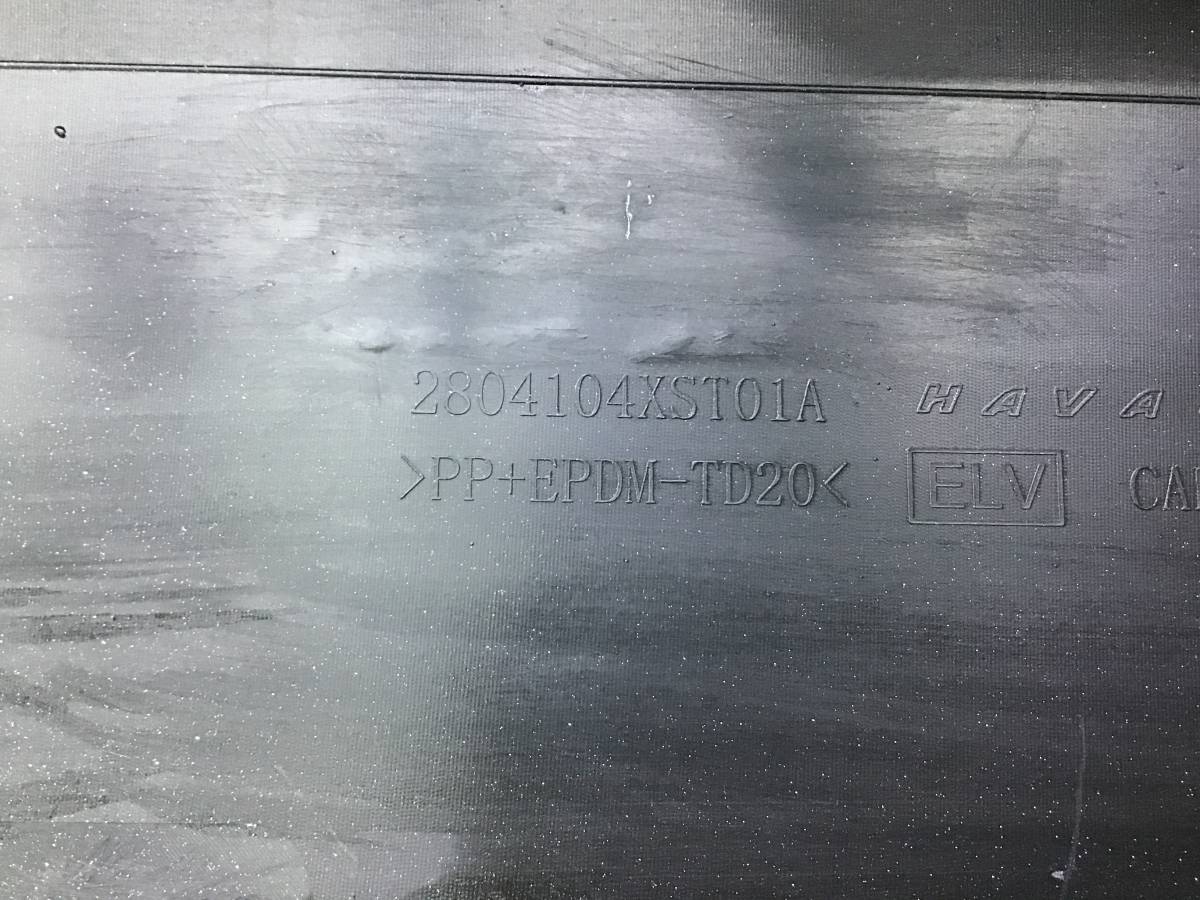 2804104XST01A HAVA
>PP+EPDM-TD20< ELV